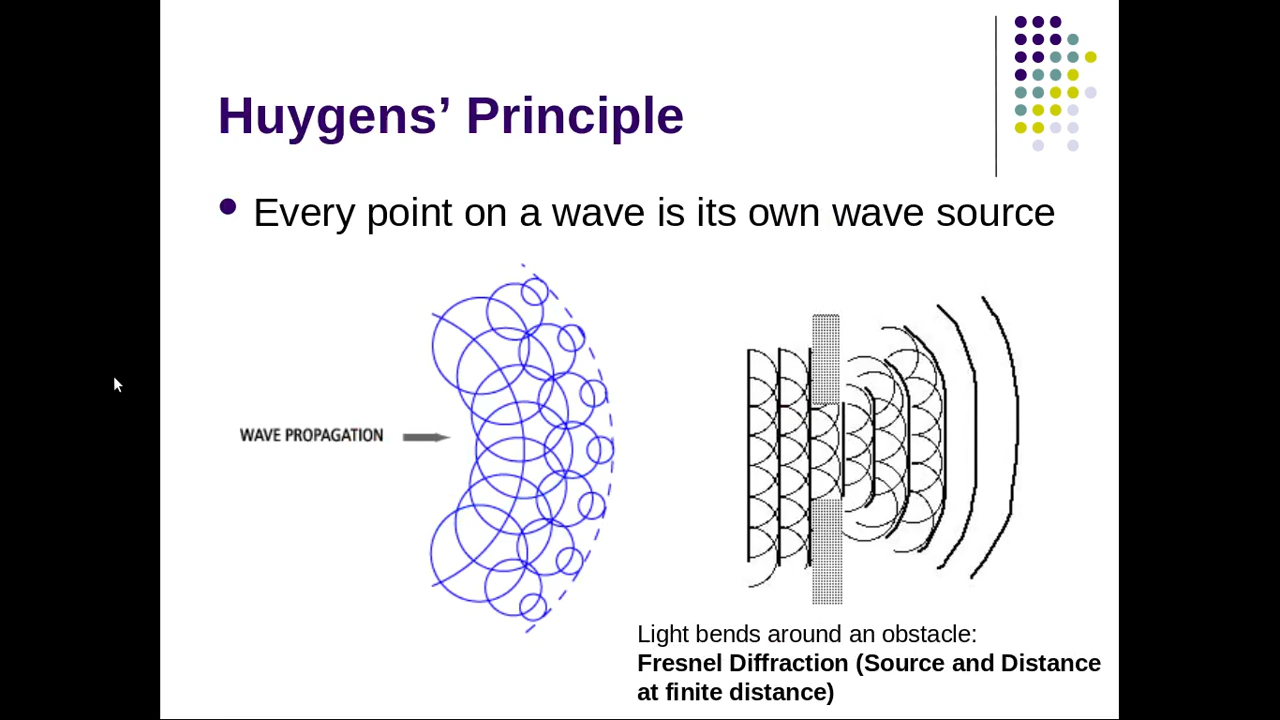 Huygens’ Principle
Every point on a wave is its own wave source
WAVE PROPAGATION
Light bends around an obstacle:
Fresnel Diffraction (Source and Distance
at finite distance)